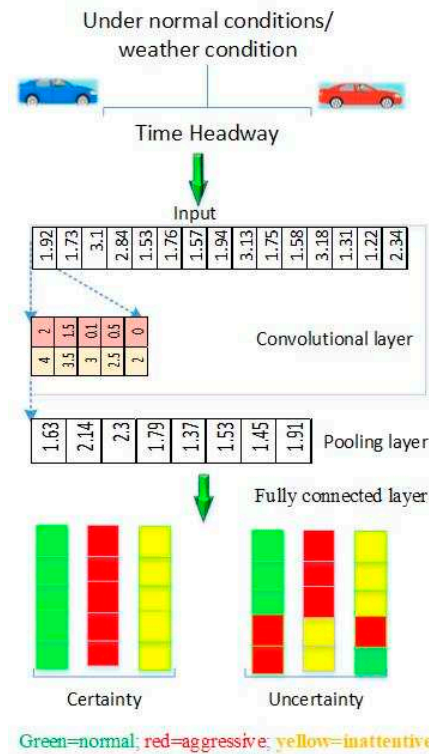 Under normal conditions/
weather condition
Time Headway
Input
1.92 1.73 3.1 2.84 1.53 1.76 1.57 1.94 3.13 1.75 1.58 3.18 1.31 1.22 2.34
2 1.5 0.1 0.5 0
Convolutional layer
4 3.5 3 2.5 2
1.63 2.14 2.3 1.79 1.37 1.53 1.45 1.91
Pooling layer
Fully connected layer
Certainty
Uncertainty
Green=normal; red=aggressive; yellow=inattentive